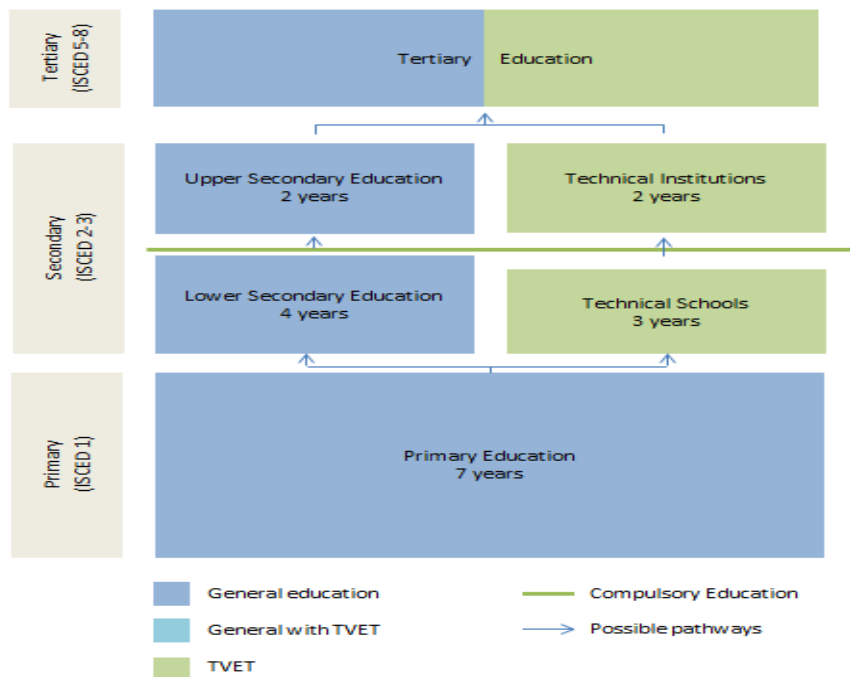 Tertiary
(ISCED 5-8)
Tertiary Education
Secondary
(ISCED 2-3)
Upper Secondary Education
2 years
Technical Institutions
2 years
Lower Secondary Education
4 years
Technical Schools
3 years
Primary
(ISCED 1)
Primary Education
7 years
General education
Compulsory Education
General with TVET
Possible pathways
TVET